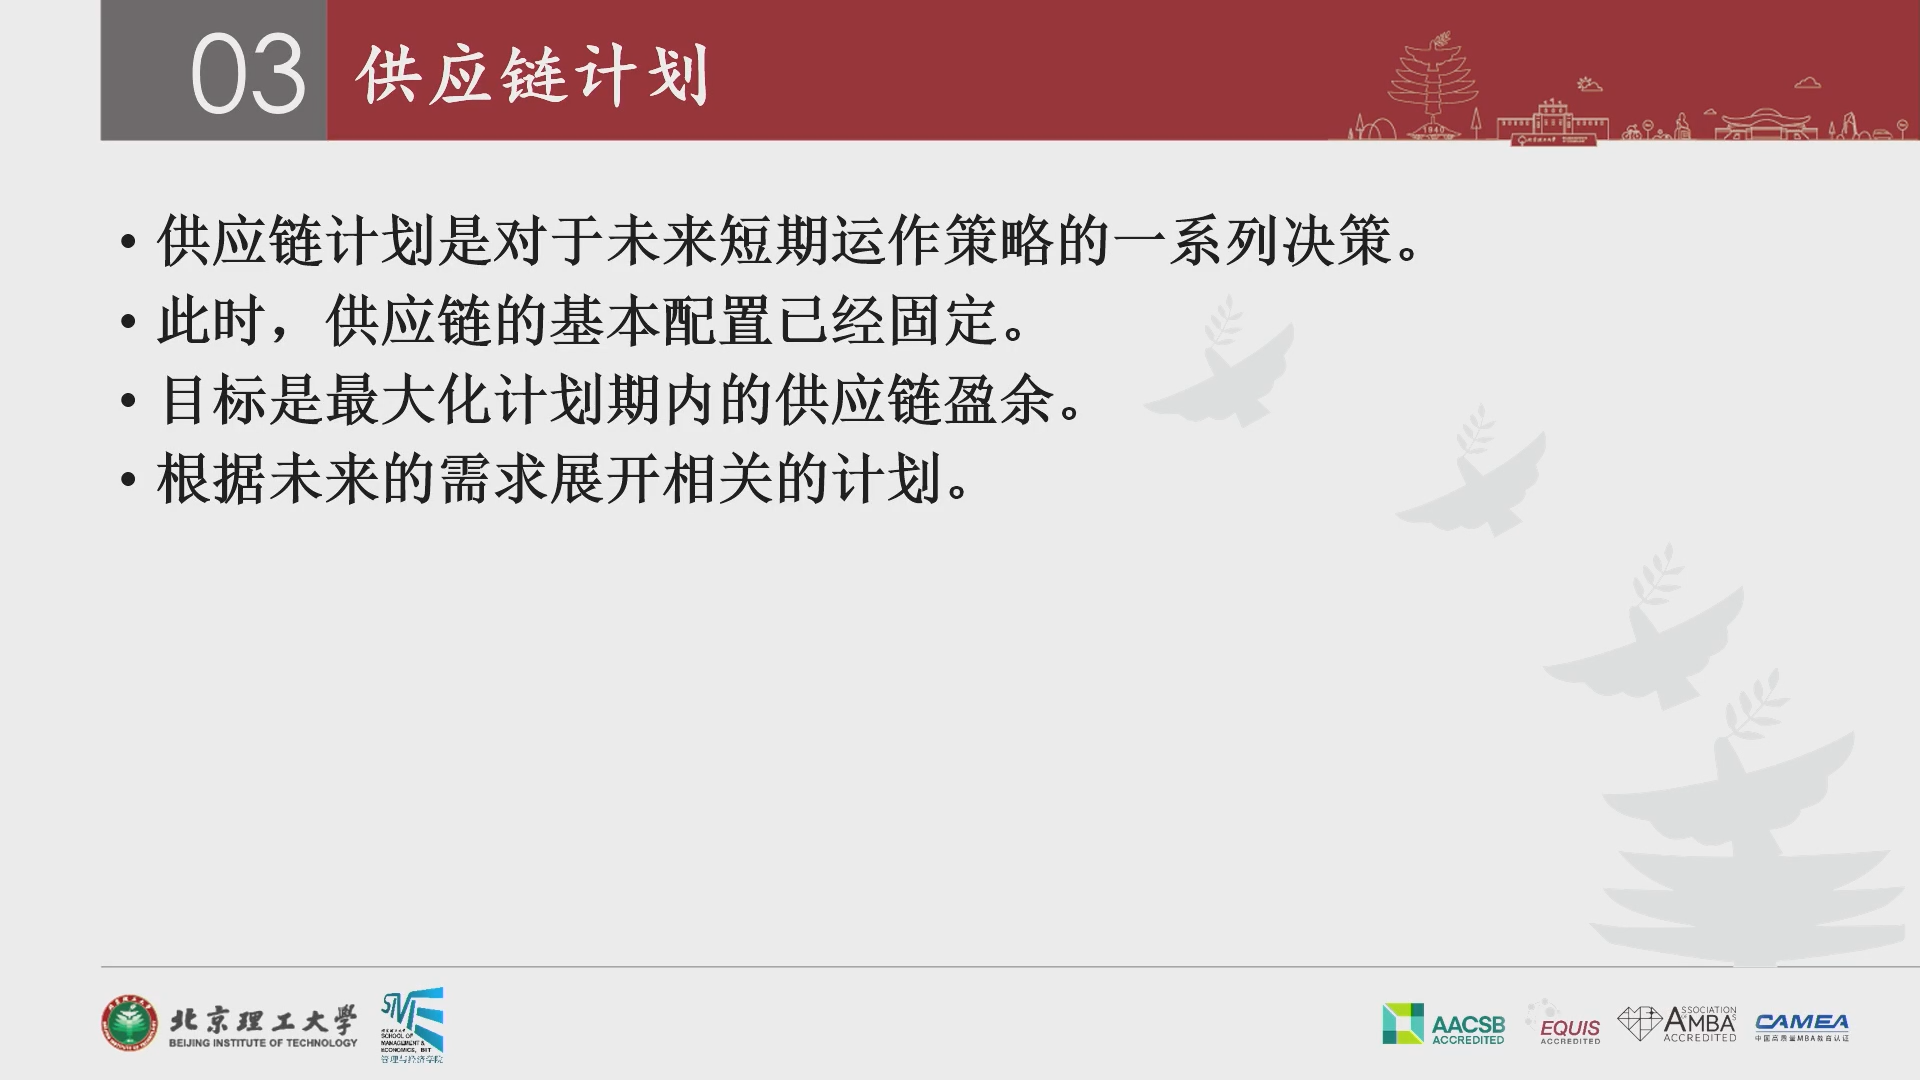 03 供应链计划
1940
• 供应链计划是对于未来短期运作策略的一系列决策。
• 此时，供应链的基本配置已经固定。
• 目标是最大化计划期内的供应链盈余。
• 根据未来的需求展开相关的计划。
北京理工大学
BEIJING INSTITUTE OF TECHNOLOGY
SCHOOL OF
MANAGEMENT &
ECONOMICS, BIT
管理与经济学院
AACSB
ACCREDITED
EQUIS
ACCREDITED
ASSOCIATION
AMBA
ACCREDITED
CAMEA
中国高质量MBA教育认证